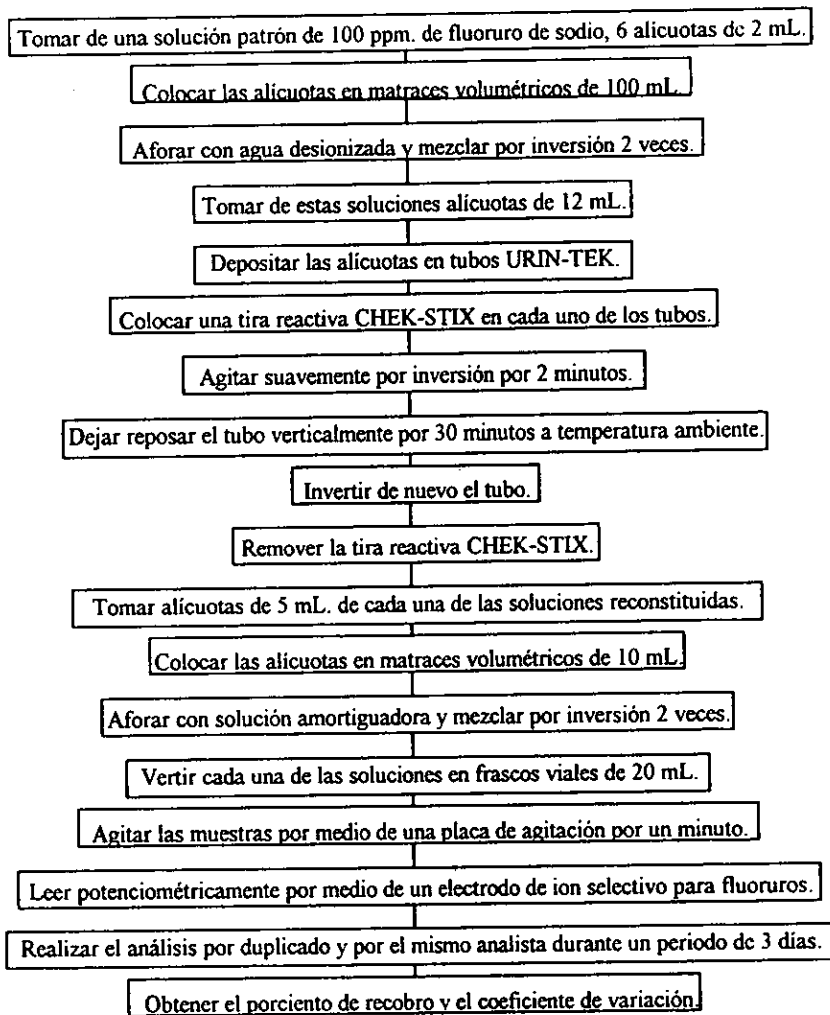 Tomar de una solución patrón de 100 ppm. de fluoruro de sodio, 6 alicuotas de 2 mL.
Colocar las alícuotas en matraces volumétricos de 100 mL.
Aforar con agua desionizada y mezclar por inversión 2 veces.
Tomar de estas soluciones alícuotas de 12 mL.
Depositar las alícuotas en tubos URIN-TEK.
Colocar una tira reactiva CHEK-STIX en cada uno de los tubos.
Agitar suavemente por inversión por 2 minutos.
Dejar reposar el tubo verticalmente por 30 minutos a temperatura ambiente.
Invertir de nuevo el tubo.
Remover la tira reactiva CHEK-STIX.
Tomar alícuotas de 5 mL. de cada una de las soluciones reconstituidas.
Colocar las alícuotas en matraces volumétricos de 10 mL.
Aforar con solución amortiguadora y mezclar por inversión 2 veces.
Vertir cada una de las soluciones en frascos viales de 20 mL.
Agitar las muestras por medio de una placa de agitación por un minuto.
Leer potenciométricamente por medio de un electrodo de ion selectivo para fluoruros.
Realizar el análisis por duplicado y por el mismo analista durante un periodo de 3 días.
Obtener el porciento de recobro y el coeficiente de variación